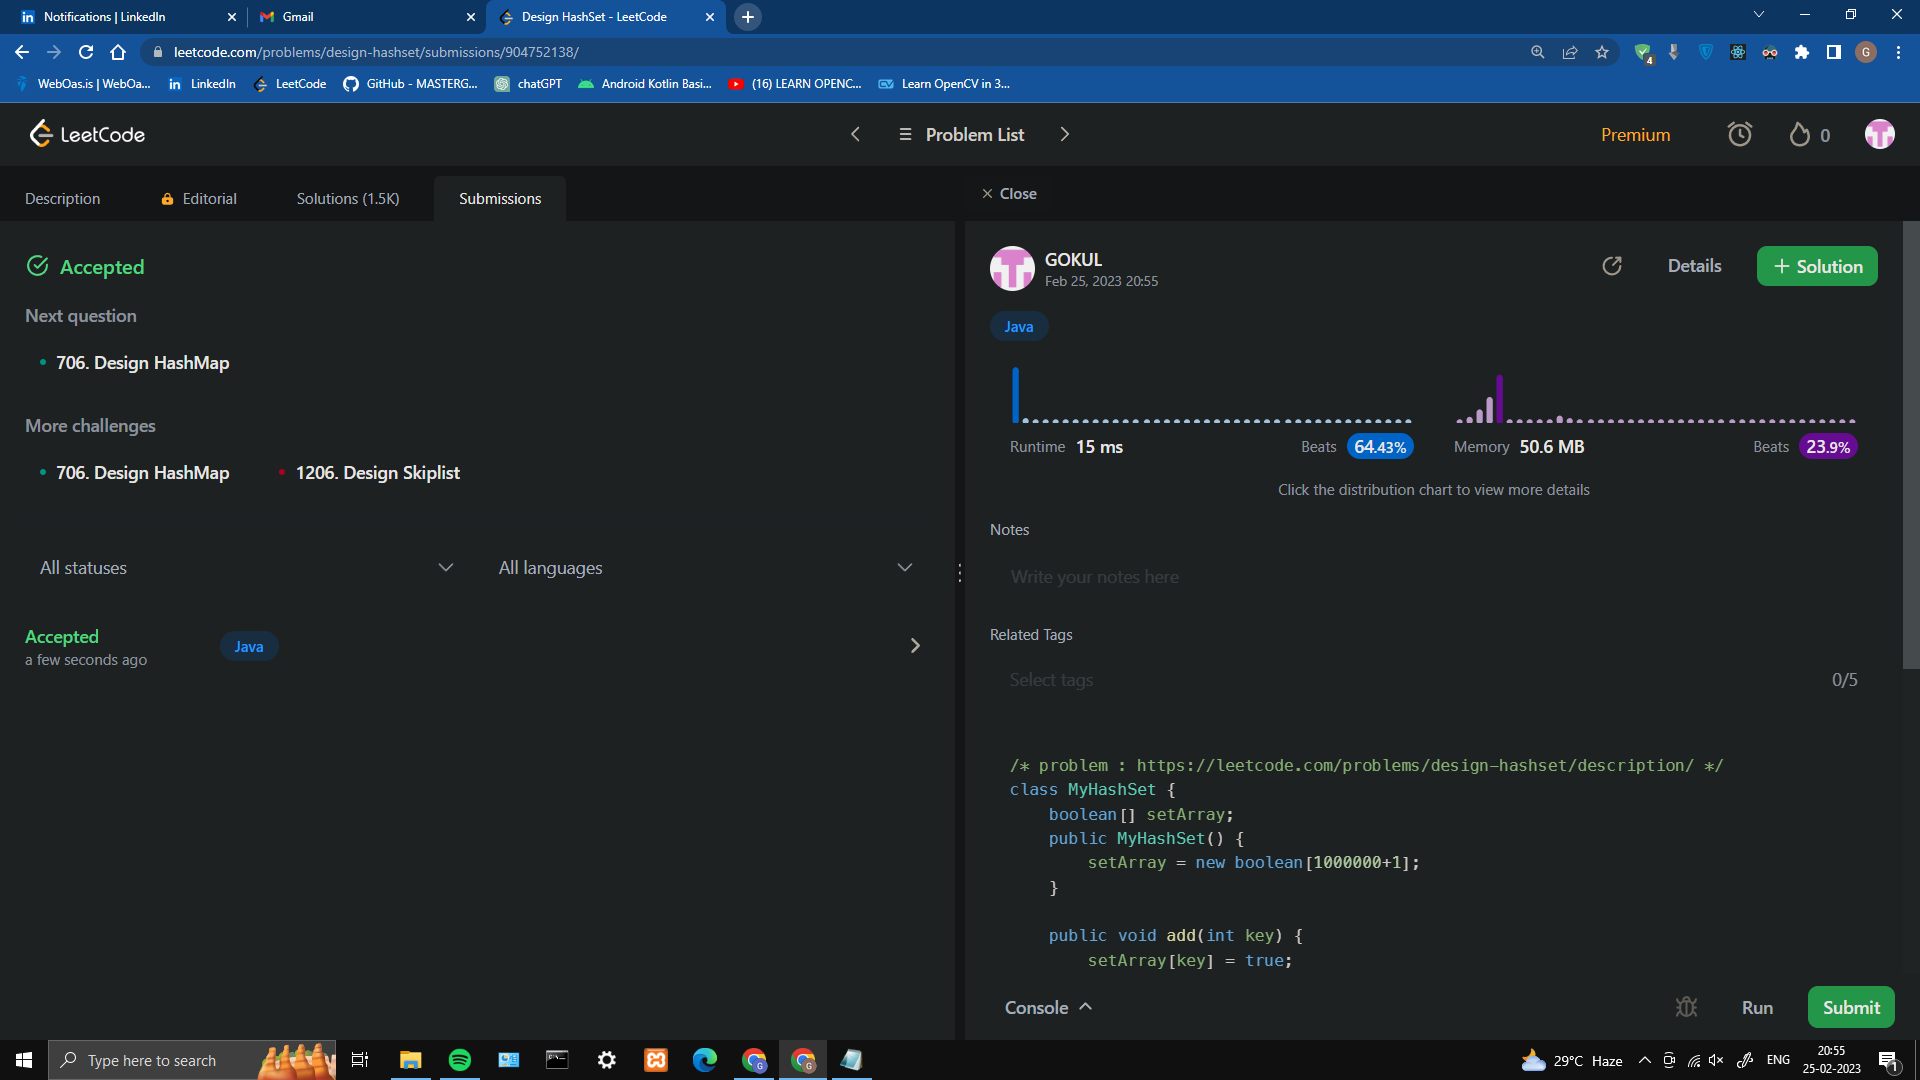 Notifications | LinkedIn
Gmail
Design HashSet - LeetCode
leetcode.com/problems/design-hashset/submissions/904752138/
4
G
WebOas.is | WebOa...
LinkedIn
LeetCode
GitHub - MASTERG...
chatGPT
Android Kotlin Basi...
(16) LEARN OPENC...
Learn OpenCV in 3...
LeetCode
Problem List
Premium
0
Description
Editorial
Solutions (1.5K)
Submissions
Close
Accepted
Next question
706. Design HashMap
More challenges
706. Design HashMap
1206. Design Skiplist
All statuses
All languages
Accepted
a few seconds ago
Java
GOKUL
Feb 25, 2023 20:55
Details
+ Solution
Java
Runtime 15 ms
Beats 64.43%
Memory 50.6 MB
Beats 23.9%
Click the distribution chart to view more details
Notes
Write your notes here
Related Tags
Select tags
0/5
/* problem : https://leetcode.com/problems/design-hashset/description/ */
class MyHashSet {
    boolean[] setArray;
    public MyHashSet() {
        setArray = new boolean[1000000+1];
    }
    public void add(int key) {
        setArray[key] = true;
Console
Run
Submit
Type here to search
G
G
29°C Haze
ENG
20:55
25-02-2023
1